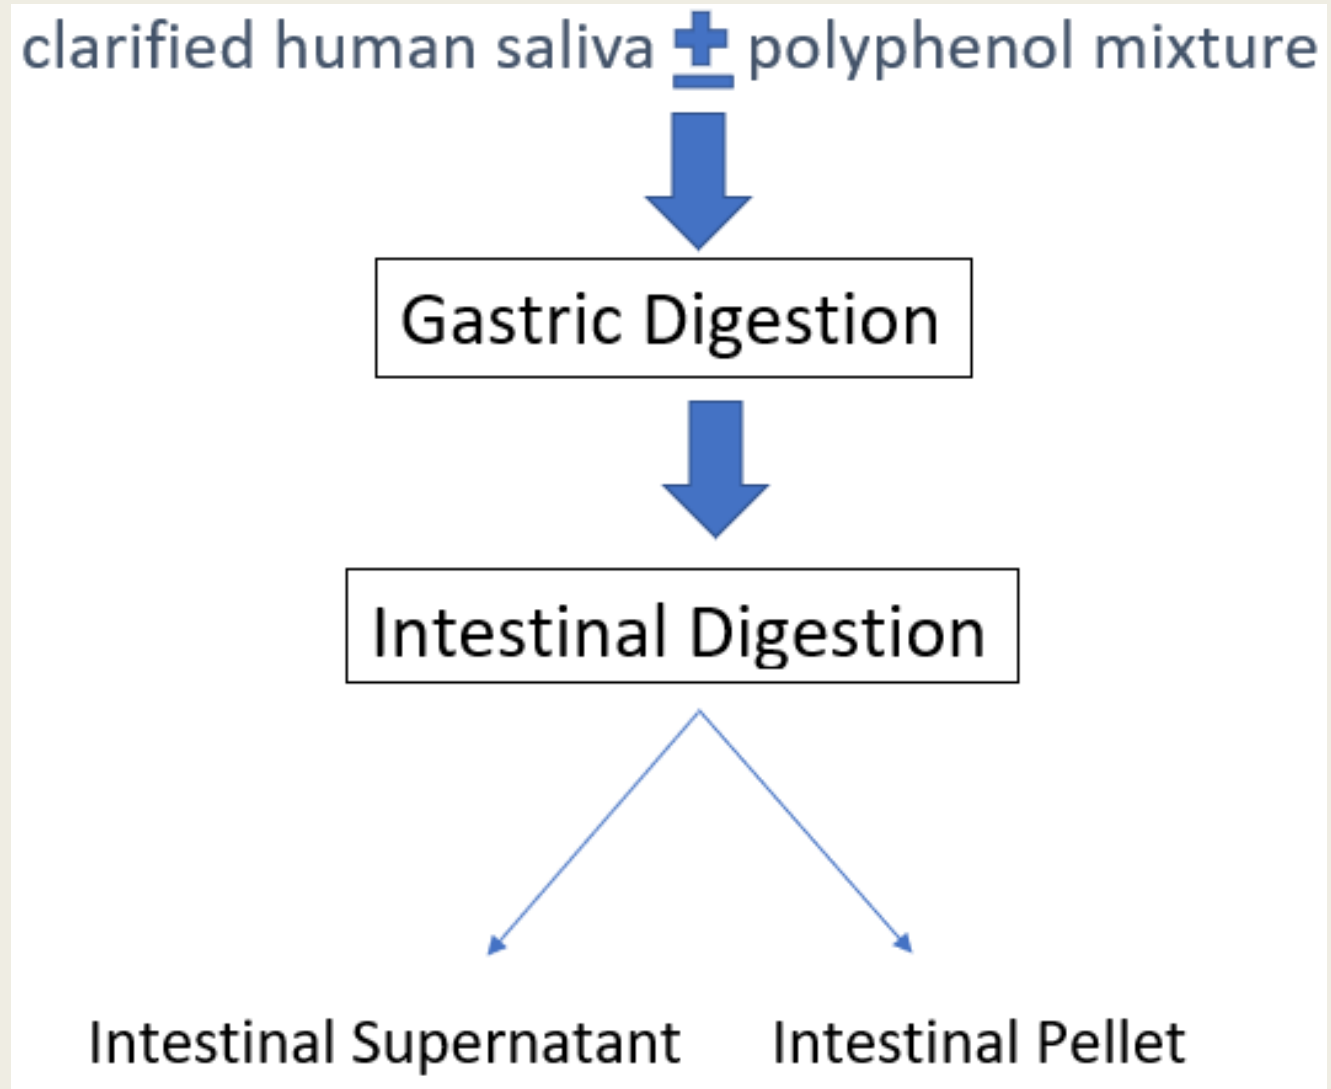 clarified human saliva ± polyphenol mixture
Gastric Digestion
Intestinal Digestion
Intestinal Supernatant
Intestinal Pellet